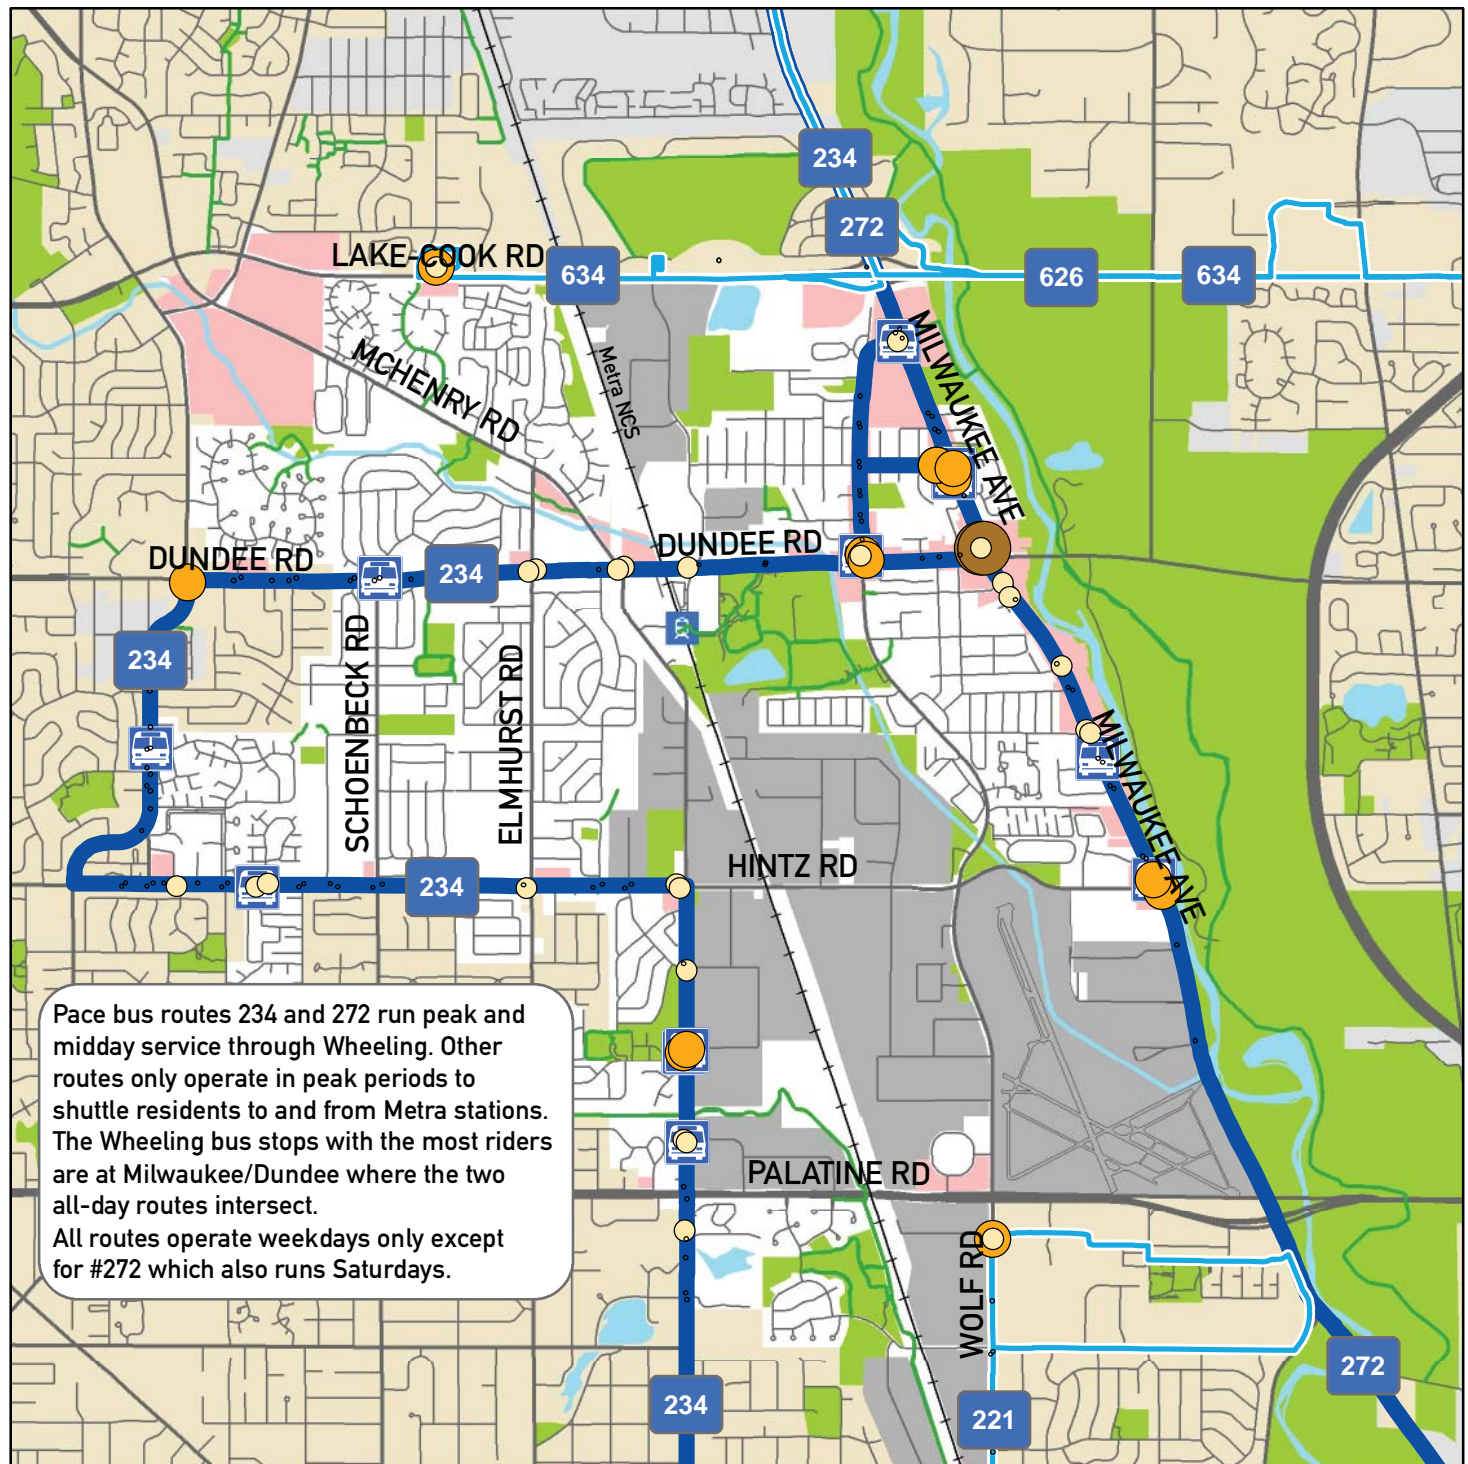 234
272
LAKE-COOK RD
634
626
634
MILWAUKEE AVE
MCHENRY RD
Metra NCS
DUNDEE RD
DUNDEE RD
234
234
SCHOENBECK RD
ELMHURST RD
MILWAUKEE AVE
HINTZ RD
234
Pace bus routes 234 and 272 run peak and
midday service through Wheeling. Other
routes only operate in peak periods to
shuttle residents to and from Metra stations.
The Wheeling bus stops with the most riders
are at Milwaukee/Dundee where the two
all-day routes intersect.
All routes operate weekdays only except
for #272 which also runs Saturdays.
PALATINE RD
WOLF RD
272
234
221